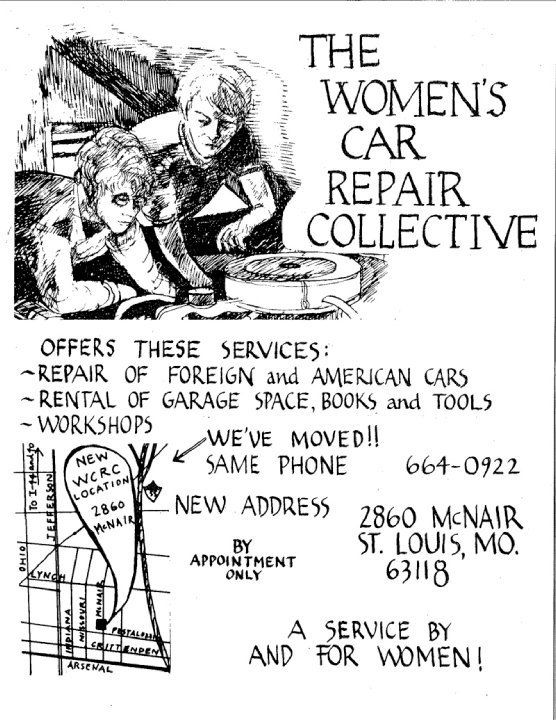 THE
WOMEN'S
CAR
REPAIR
COLLECTIVE
OFFERS THESE SERVICES:
~REPAIR OF FOREIGN and AMERICAN CARS
~RENTAL OF GARAGE SPACE, BOOKS and TOOLS
~WORKSHOPS
WE'VE MOVED!!
SAME PHONE 664-0922
NEW ADDRESS
2860 McNAIR
ST. LOUIS, MO.
63118
BY
APPOINTMENT
ONLY
NEW
WCRC
LOCATION
2860
McNAIR
To I-44 and 70
JEFFERSON
OHIO
LYNCH
INDIANA
MISSOURI
McNAIR
PESTALOZZI
CRITTENDEN
ARSENAL
A SERVICE BY
AND FOR WOMEN!